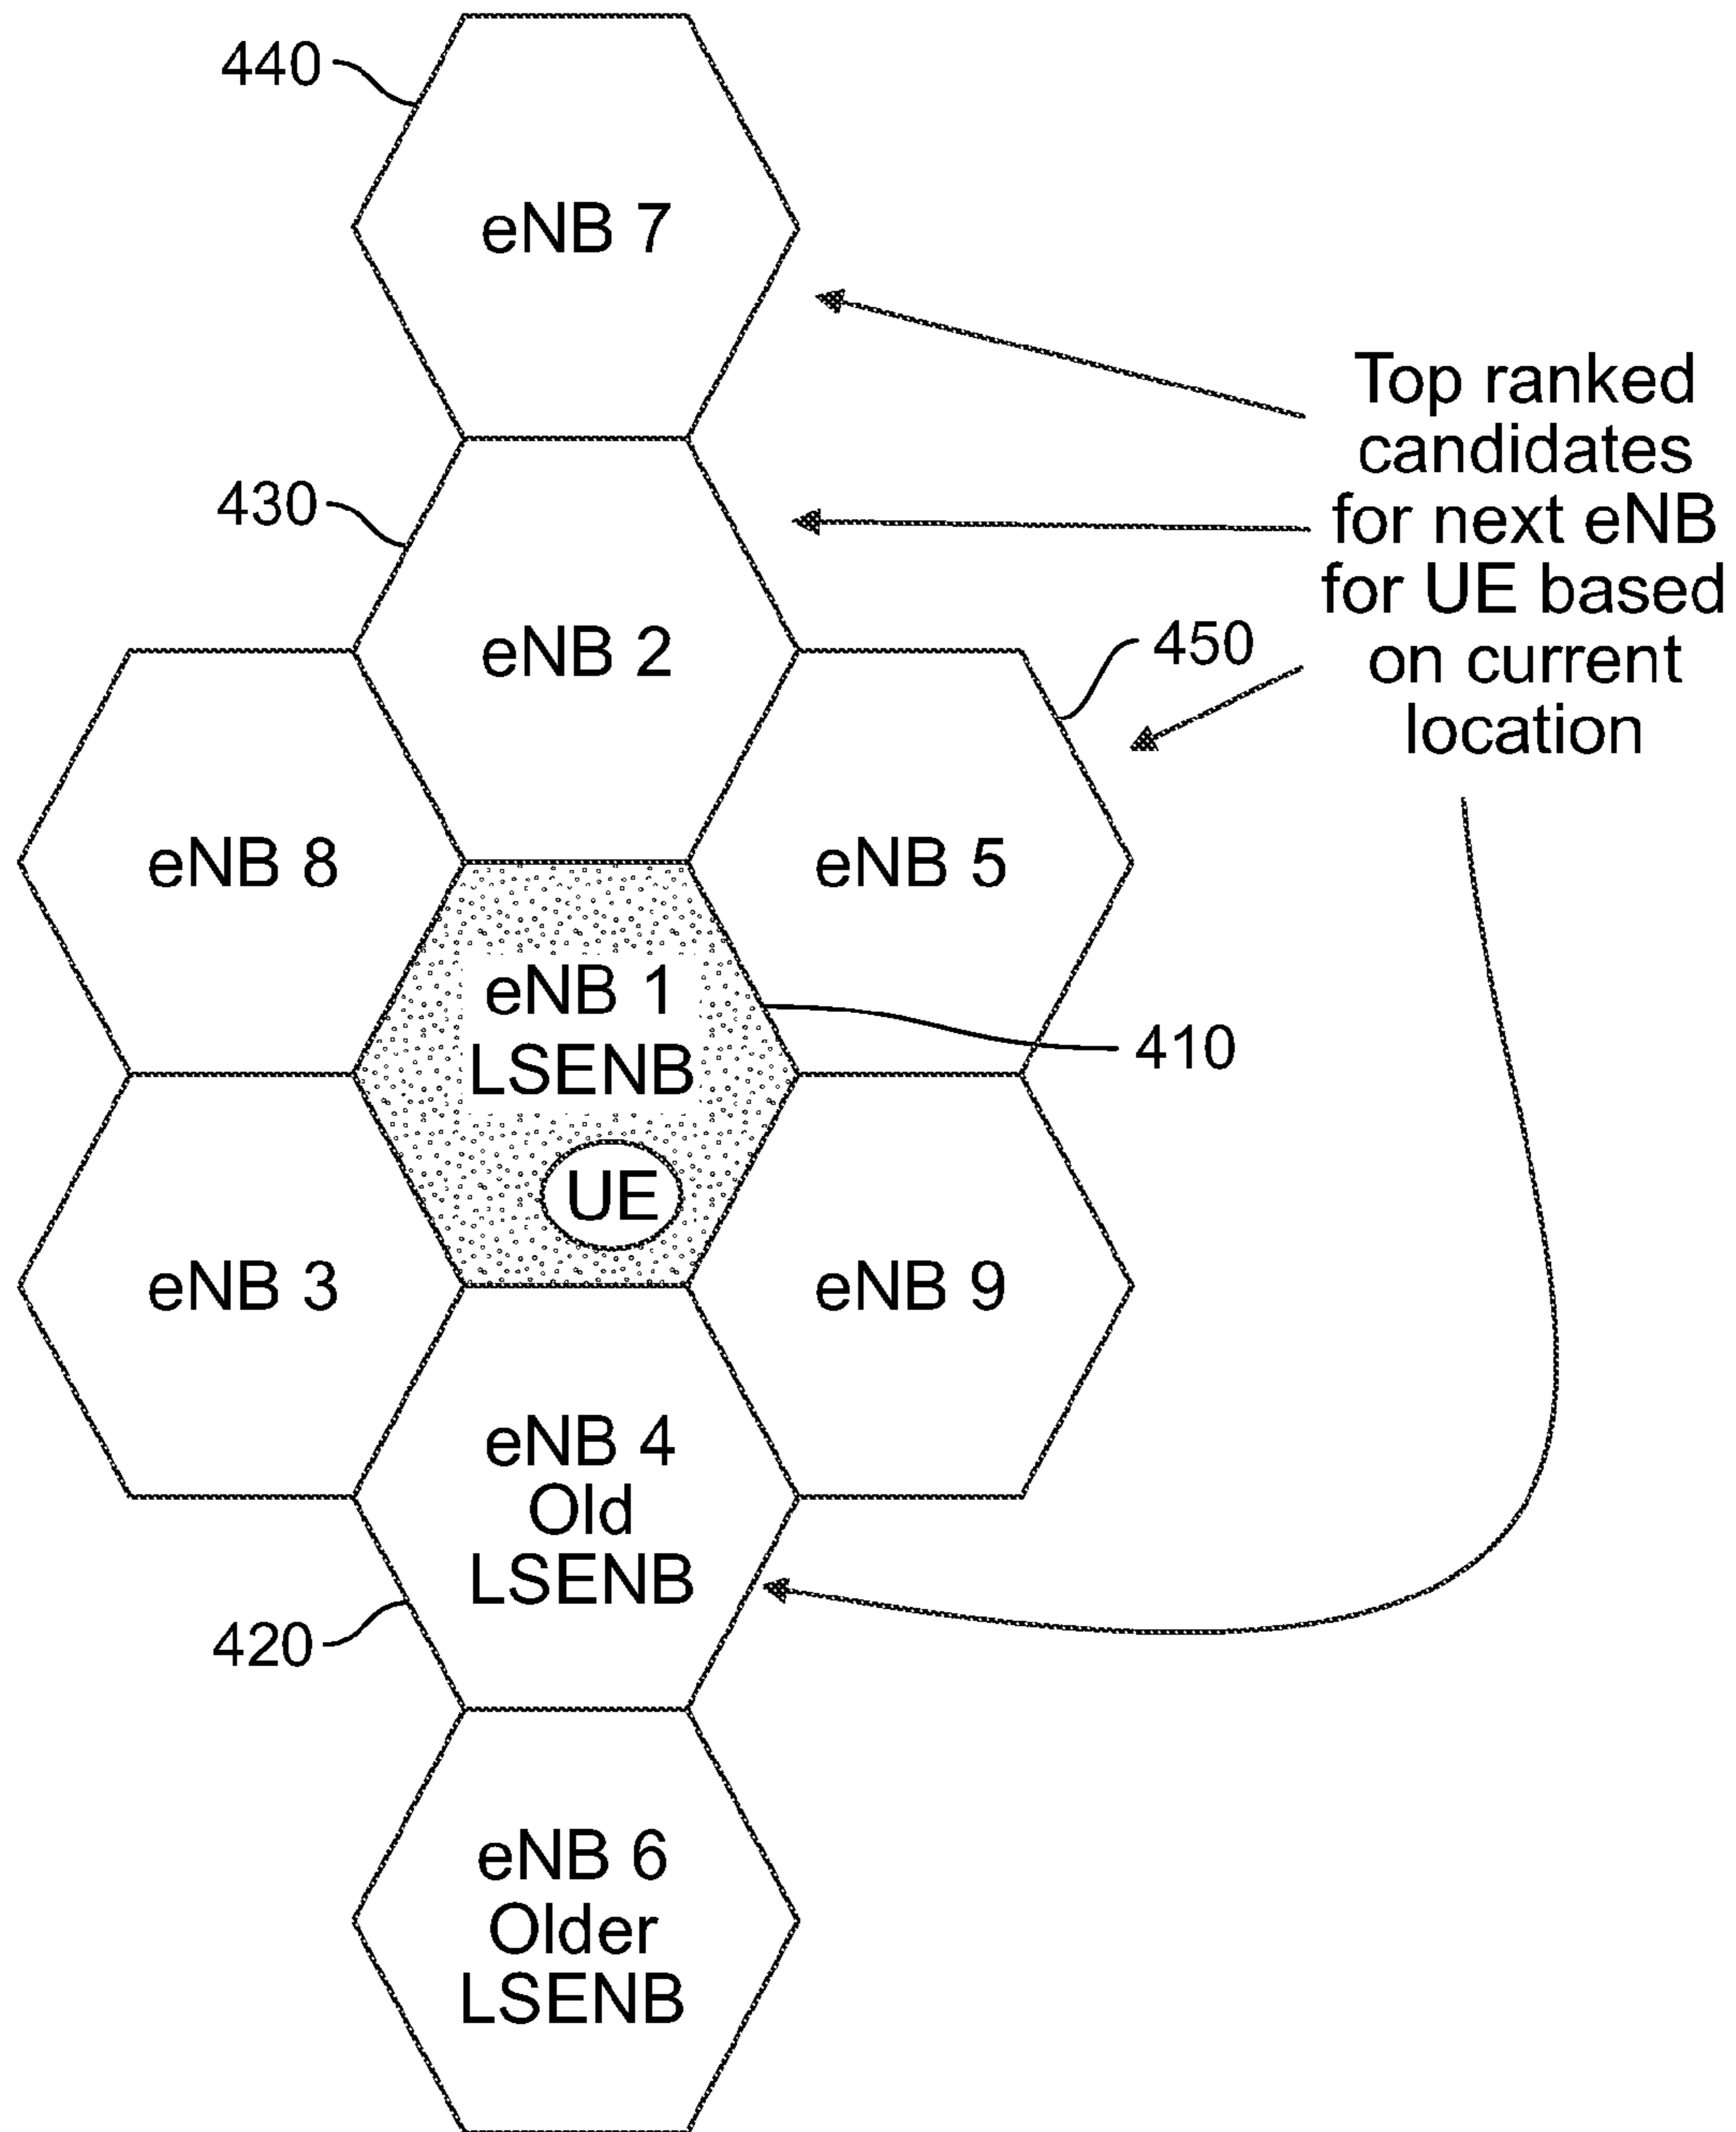 440
eNB 7
Top ranked
candidates
for next eNB
for UE based
on current
location
430
eNB 2
450
eNB 8
eNB 5
eNB 1
LSENB
410
UE
eNB 3
eNB 9
eNB 4
Old
LSENB
420
eNB 6
Older
LSENB